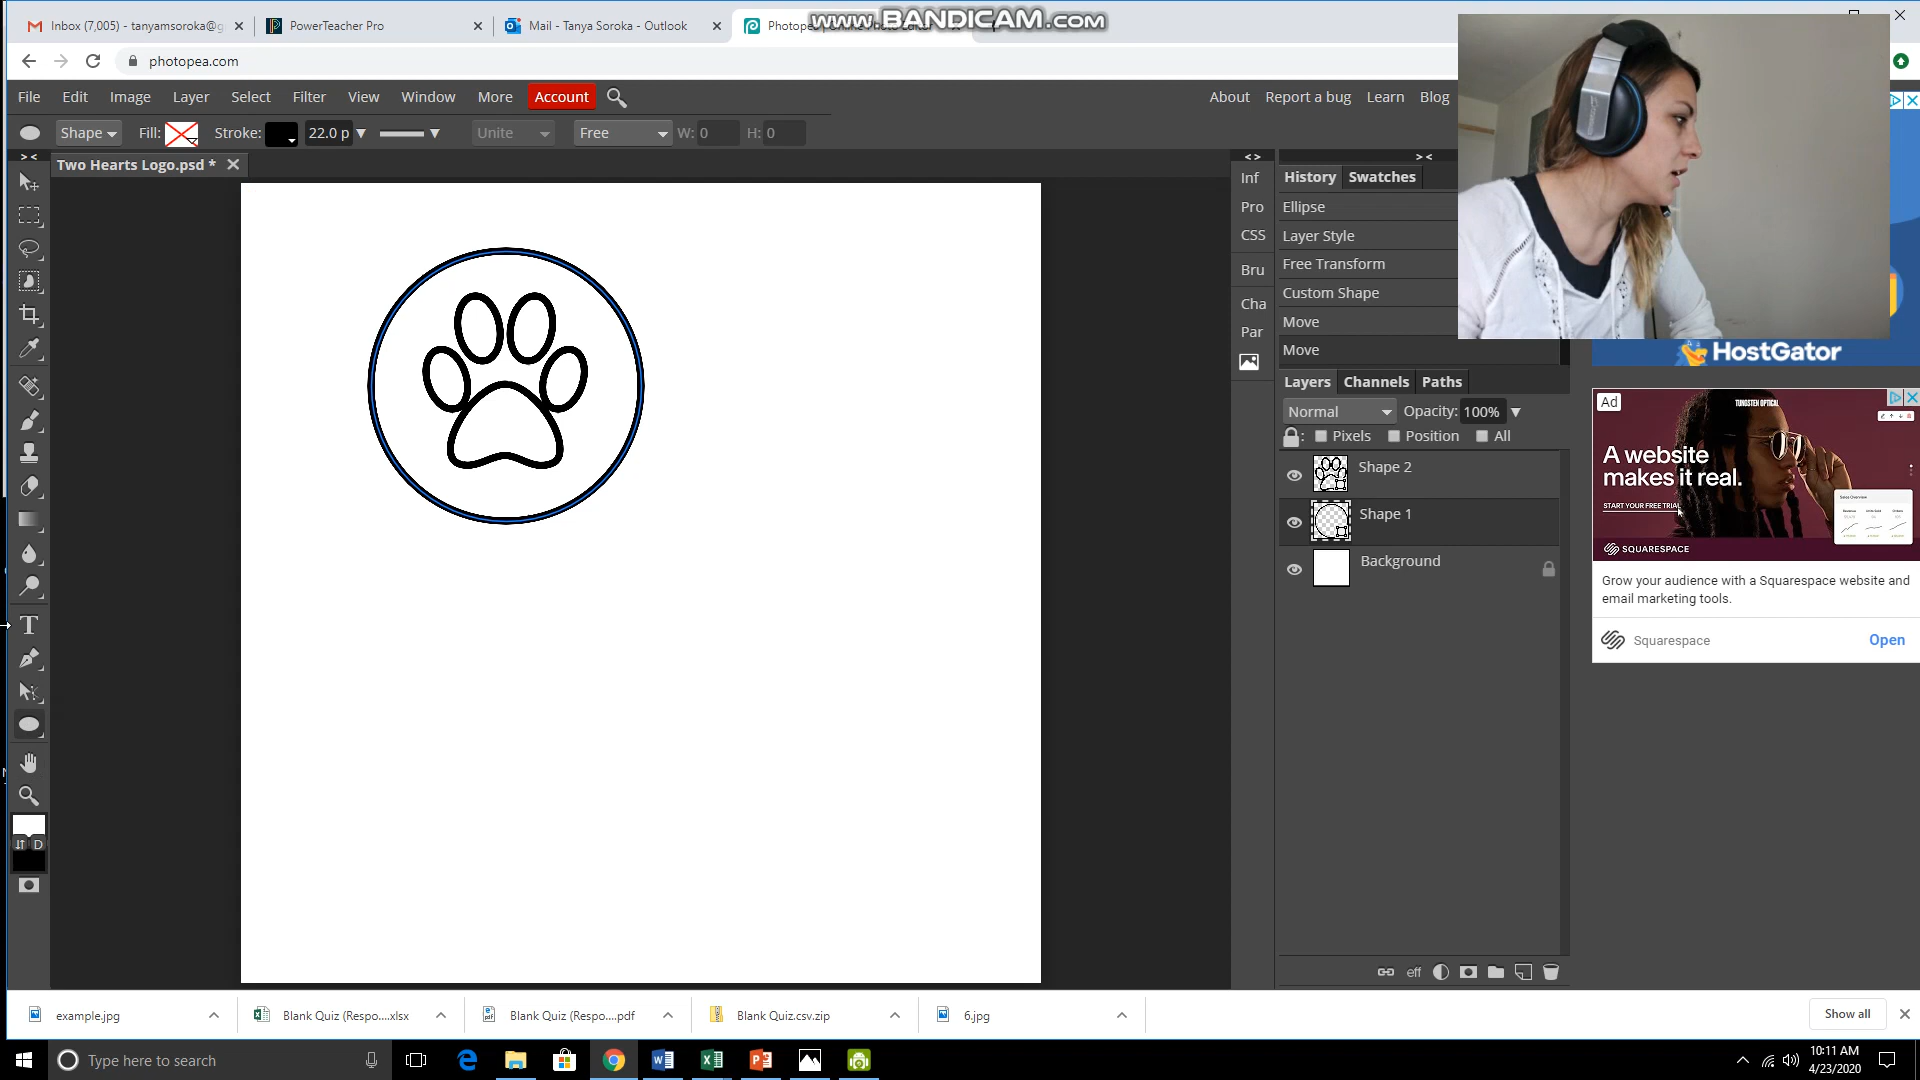 Inbox (7,005) - tanyamsoroka@g
PowerTeacher Pro
Mail - Tanya Soroka - Outlook
www.BANDICAM.com
photopea.com
File Edit Image Layer Select Filter View Window More Account
About Report a bug Learn Blog
Shape Fill: Stroke: 22.0 p Unite Free W: 0 H: 0
Two Hearts Logo.psd *
Inf
Pro
CSS
Bru
Cha
Par
History Swatches
Ellipse
Layer Style
Free Transform
Custom Shape
Move
Move
Layers Channels Paths
Normal Opacity: 100%
Pixels Position All
Shape 2
Shape 1
Background
T
D
HostGator
Ad
TUNGSTEN OPTICAL
A website
makes it real.
START YOUR FREE TRIAL
SQUARESPACE
Grow your audience with a Squarespace website and
email marketing tools.
Squarespace Open
eff
example.jpg
Blank Quiz (Respo....xlsx
Blank Quiz (Respo....pdf
Blank Quiz.csv.zip
6.jpg
Show all
Type here to search
10:11 AM
4/23/2020